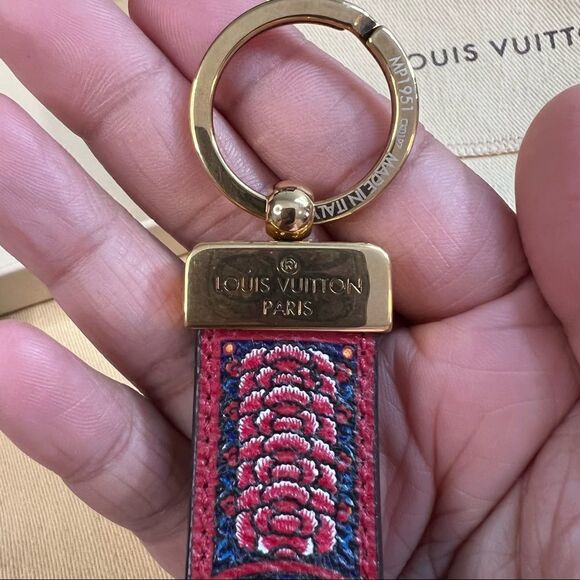 LOUIS VUITTON
MP1951
MADE IN ITALY
®
LOUIS VUITTON
PARIS